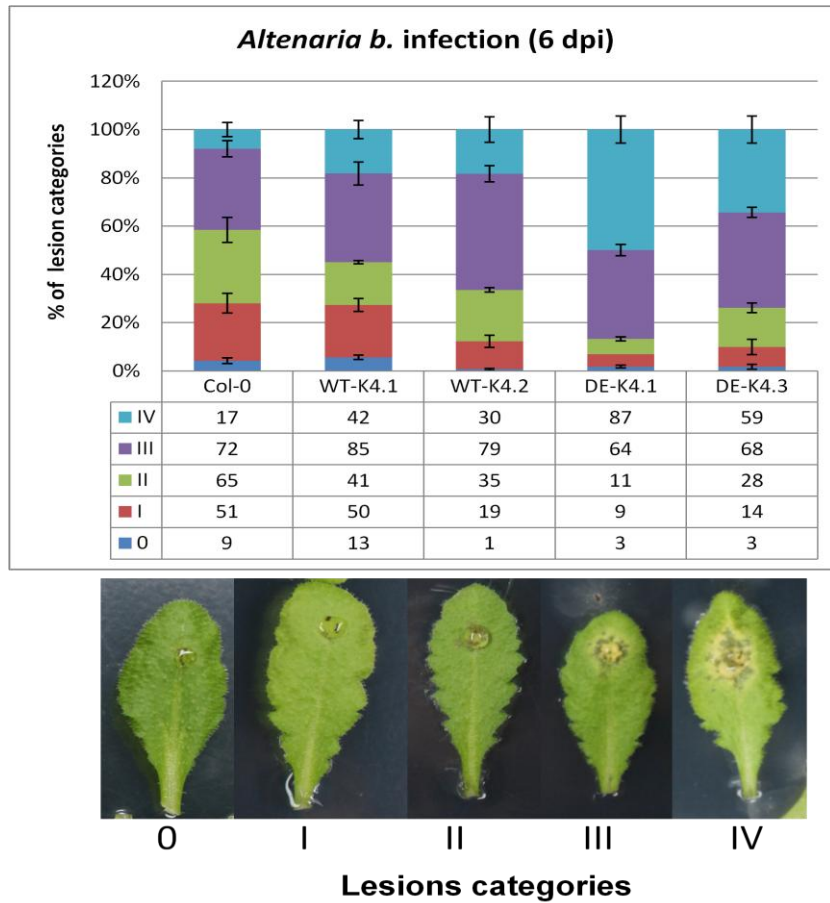 Altenaria b. infection (6 dpi)
% of lesion categories
120%
100%
80%
60%
40%
20%
0%
Col-0 WT-K4.1 WT-K4.2 DE-K4.1 DE-K4.3
IV 17 42 30 87 59
III 72 85 79 64 68
II 65 41 35 11 28
I 51 50 19 9 14
0 9 13 1 3 3
0 I II III IV
Lesions categories